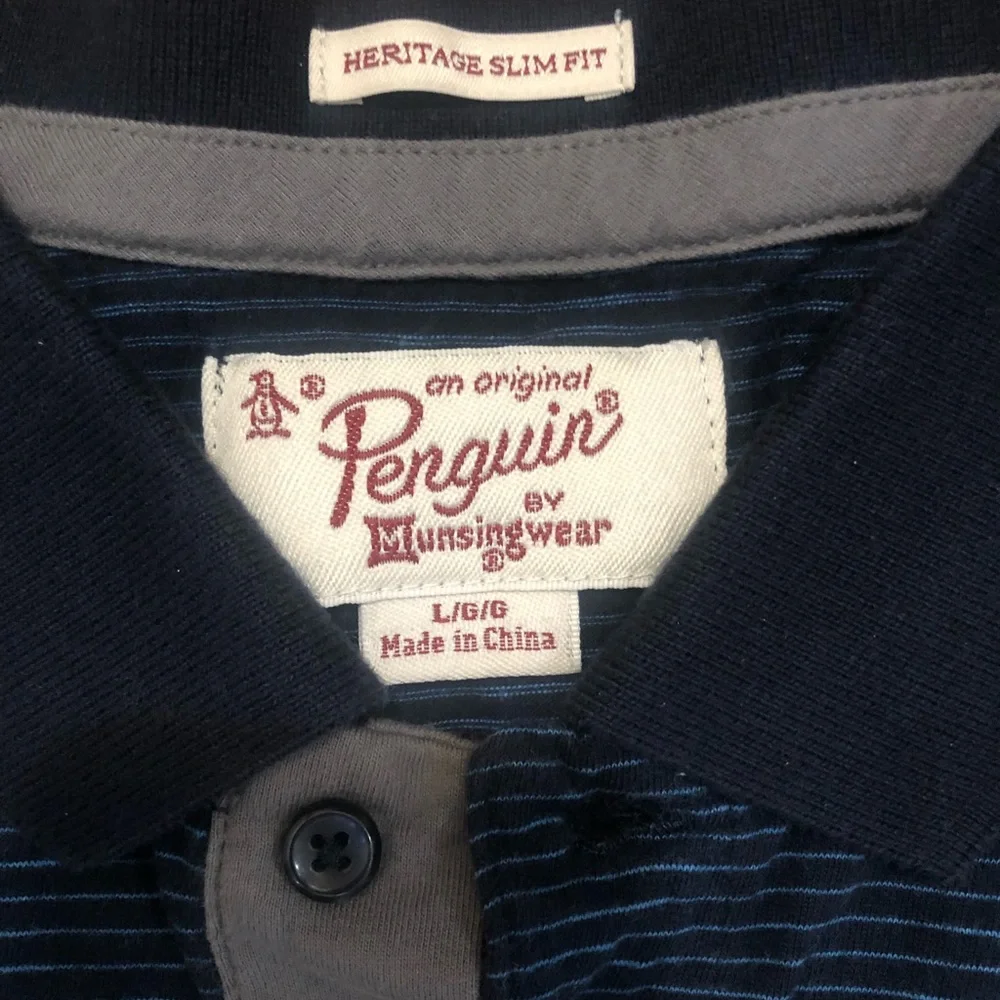 HERITAGE SLIM FIT
® an original
Penguin®
BY
Munsingwear
®
L/G/G
Made in China